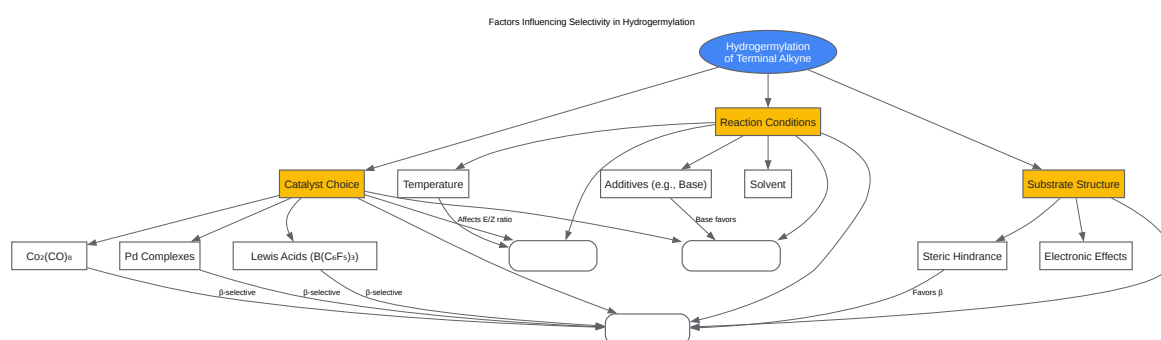 Factors Influencing Selectivity in Hydrogermylation
Hydrogermylation
of Terminal Alkyne
Reaction Conditions
Catalyst Choice
Temperature
Additives (e.g., Base)
Solvent
Substrate Structure
Affects E/Z ratio
Base favors
Co₂(CO)₈
Pd Complexes
Lewis Acids (B(C₆F₅)₃)
Steric Hindrance
Electronic Effects
β-selective
β-selective
β-selective
Favors β